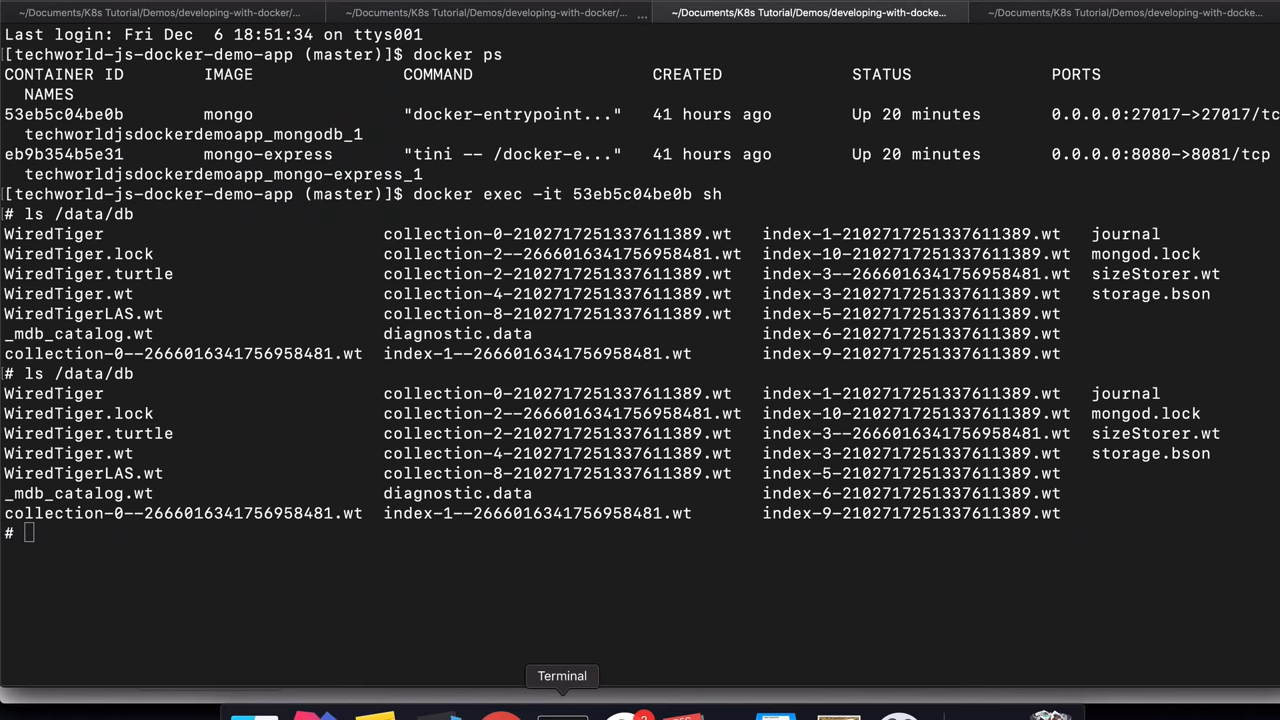 ~/Documents/K8s Tutorial/Demos/developing-with-docker/... ~/Documents/K8s Tutorial/Demos/developing-with-docker/... ... ~/Documents/K8s Tutorial/Demos/developing-with-docke... ~/Documents/K8s Tutorial/Demos/developing-with-docke...
Last login: Fri Dec  6 18:51:34 on ttys001
[techworld-js-docker-demo-app (master)]$ docker ps
CONTAINER ID IMAGE COMMAND CREATED STATUS PORTS
NAMES
53eb5c04be0b mongo "docker-entrypoint..." 41 hours ago Up 20 minutes 0.0.0.0:27017->27017/tc
techworldjsdockerdemoapp_mongodb_1
eb9b354b5e31 mongo-express "tini -- /docker-e..." 41 hours ago Up 20 minutes 0.0.0.0:8080->8081/tcp
techworldjsdockerdemoapp_mongo-express_1
[techworld-js-docker-demo-app (master)]$ docker exec -it 53eb5c04be0b sh
# ls /data/db
WiredTiger collection-0-2102717251337611389.wt index-1-2102717251337611389.wt journal
WiredTiger.lock collection-2--2666016341756958481.wt index-10-2102717251337611389.wt mongod.lock
WiredTiger.turtle collection-2-2102717251337611389.wt index-3--2666016341756958481.wt sizeStorer.wt
WiredTiger.wt collection-4-2102717251337611389.wt index-3-2102717251337611389.wt storage.bson
WiredTigerLAS.wt collection-8-2102717251337611389.wt index-5-2102717251337611389.wt
_mdb_catalog.wt diagnostic.data index-6-2102717251337611389.wt
collection-0--2666016341756958481.wt index-1--2666016341756958481.wt index-9-2102717251337611389.wt
# ls /data/db
WiredTiger collection-0-2102717251337611389.wt index-1-2102717251337611389.wt journal
WiredTiger.lock collection-2--2666016341756958481.wt index-10-2102717251337611389.wt mongod.lock
WiredTiger.turtle collection-2-2102717251337611389.wt index-3--2666016341756958481.wt sizeStorer.wt
WiredTiger.wt collection-4-2102717251337611389.wt index-3-2102717251337611389.wt storage.bson
WiredTigerLAS.wt collection-8-2102717251337611389.wt index-5-2102717251337611389.wt
_mdb_catalog.wt diagnostic.data index-6-2102717251337611389.wt
collection-0--2666016341756958481.wt index-1--2666016341756958481.wt index-9-2102717251337611389.wt
#
Terminal